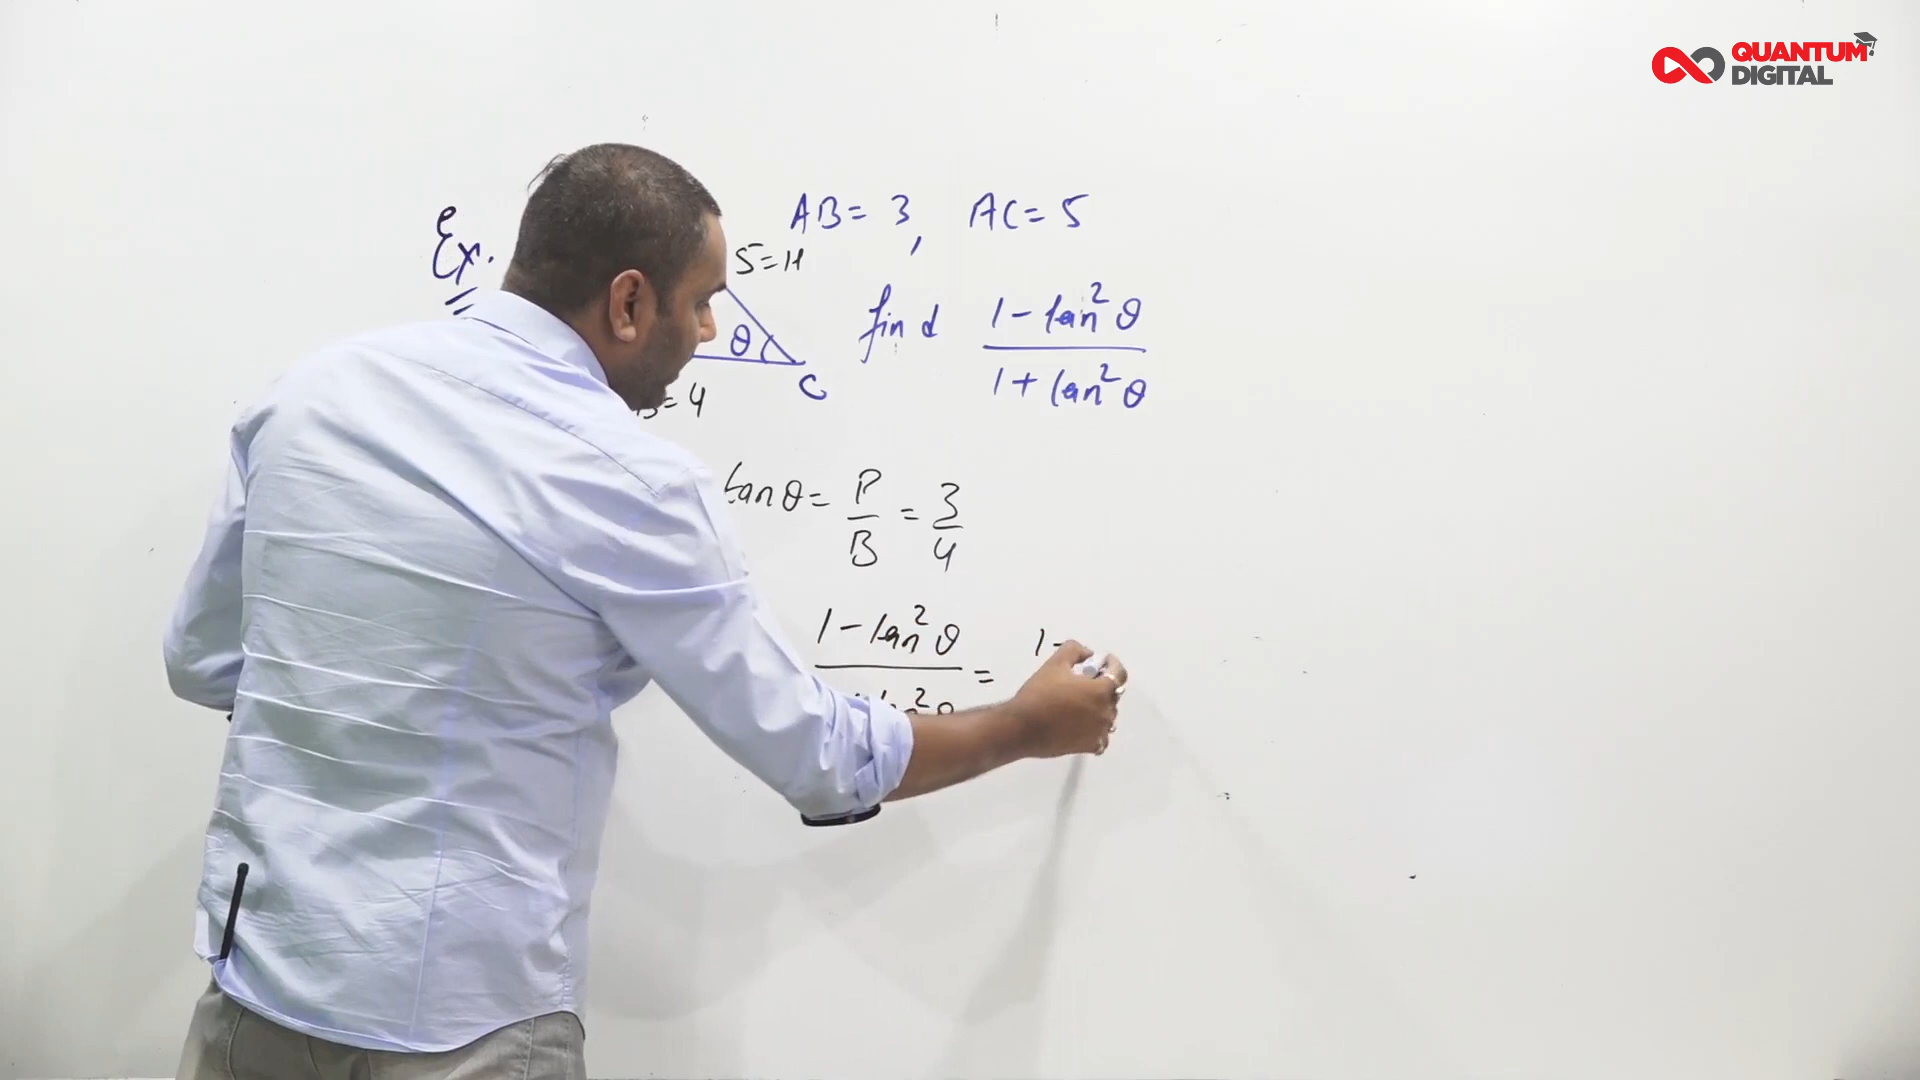 QUANTUM
DIGITAL
Ex.
AB = 3, AC = 5
5 = H
find 1 - tan²θ
1 + tan²θ
θ
C
= 4
tanθ = P/B = 3/4
1 - tan²θ = 1 -